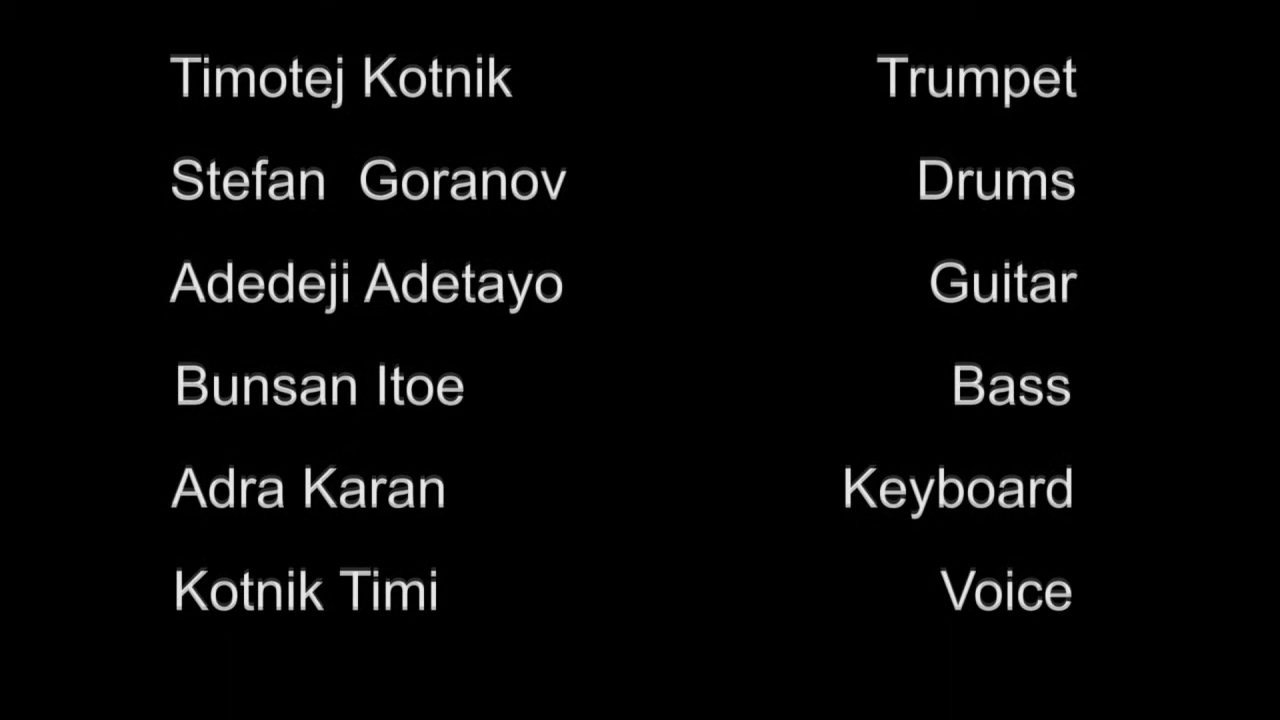 Timotej Kotnik Trumpet
Stefan Goranov Drums
Adedeji Adetayo Guitar
Bunsan Itoe Bass
Adra Karan Keyboard
Kotnik Timi Voice